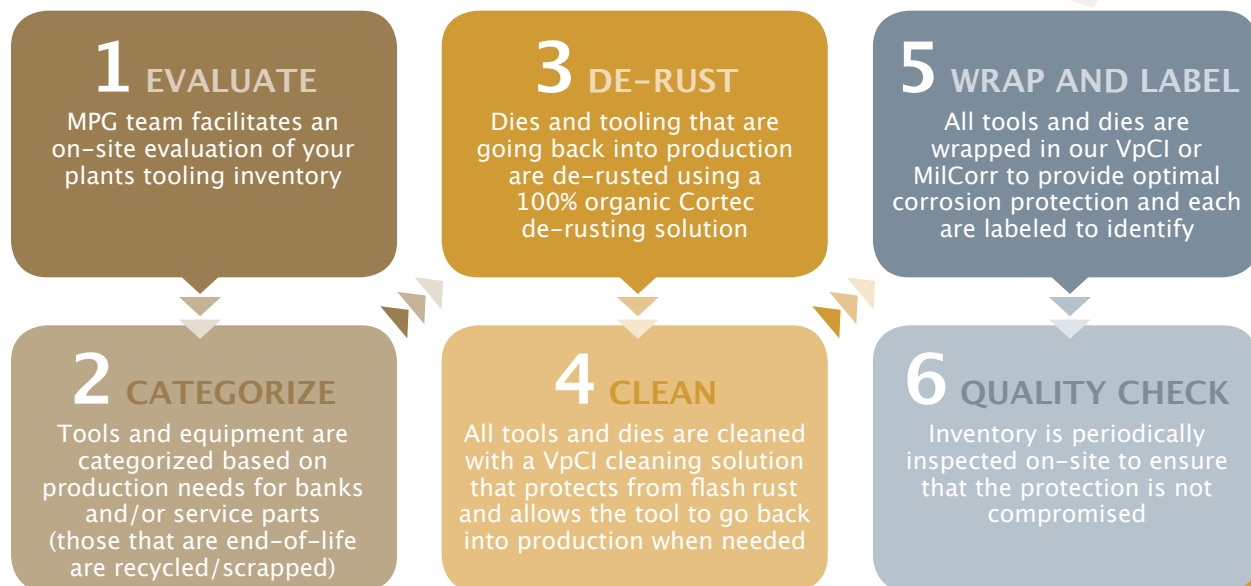 1 EVALUATE
MPG team facilitates an
on-site evaluation of your
plants tooling inventory
2 CATEGORIZE
Tools and equipment are
categorized based on
production needs for banks
and/or service parts
(those that are end-of-life
are recycled/scrapped)
3 DE-RUST
Dies and tooling that are
going back into production
are de-rusted using a
100% organic Cortec
de-rusting solution
4 CLEAN
All tools and dies are cleaned
with a VpCI cleaning solution
that protects from flash rust
and allows the tool to go back
into production when needed
5 WRAP AND LABEL
All tools and dies are
wrapped in our VpCI or
MilCorr to provide optimal
corrosion protection and each
are labeled to identify
6 QUALITY CHECK
Inventory is periodically
inspected on-site to ensure
that the protection is not
compromised